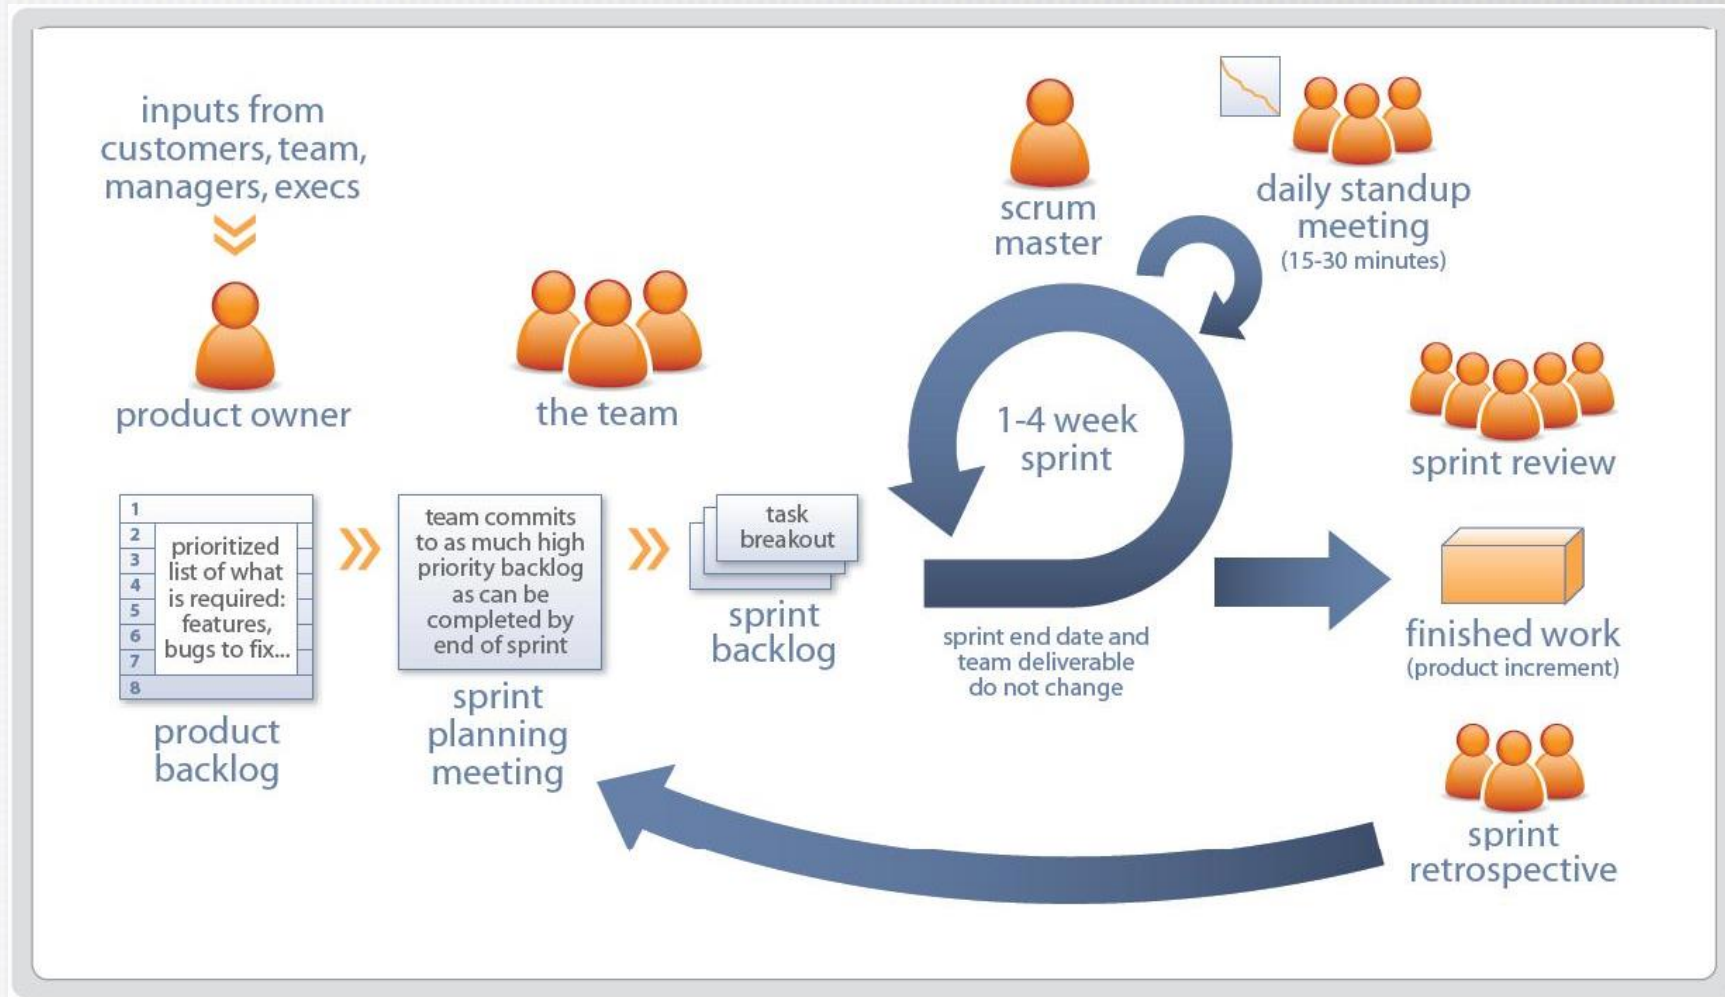 inputs from
customers, team,
managers, execs
product owner
the team
scrum
master
daily standup
meeting
(15-30 minutes)
1-4 week
sprint
sprint review
1
2
3
4
5
6
7
8
prioritized
list of what
is required:
features,
bugs to fix...
product
backlog
team commits
to as much high
priority backlog
as can be
completed by
end of sprint
sprint
planning
meeting
task
breakout
sprint
backlog
sprint end date and
team deliverable
do not change
finished work
(product increment)
sprint
retrospective